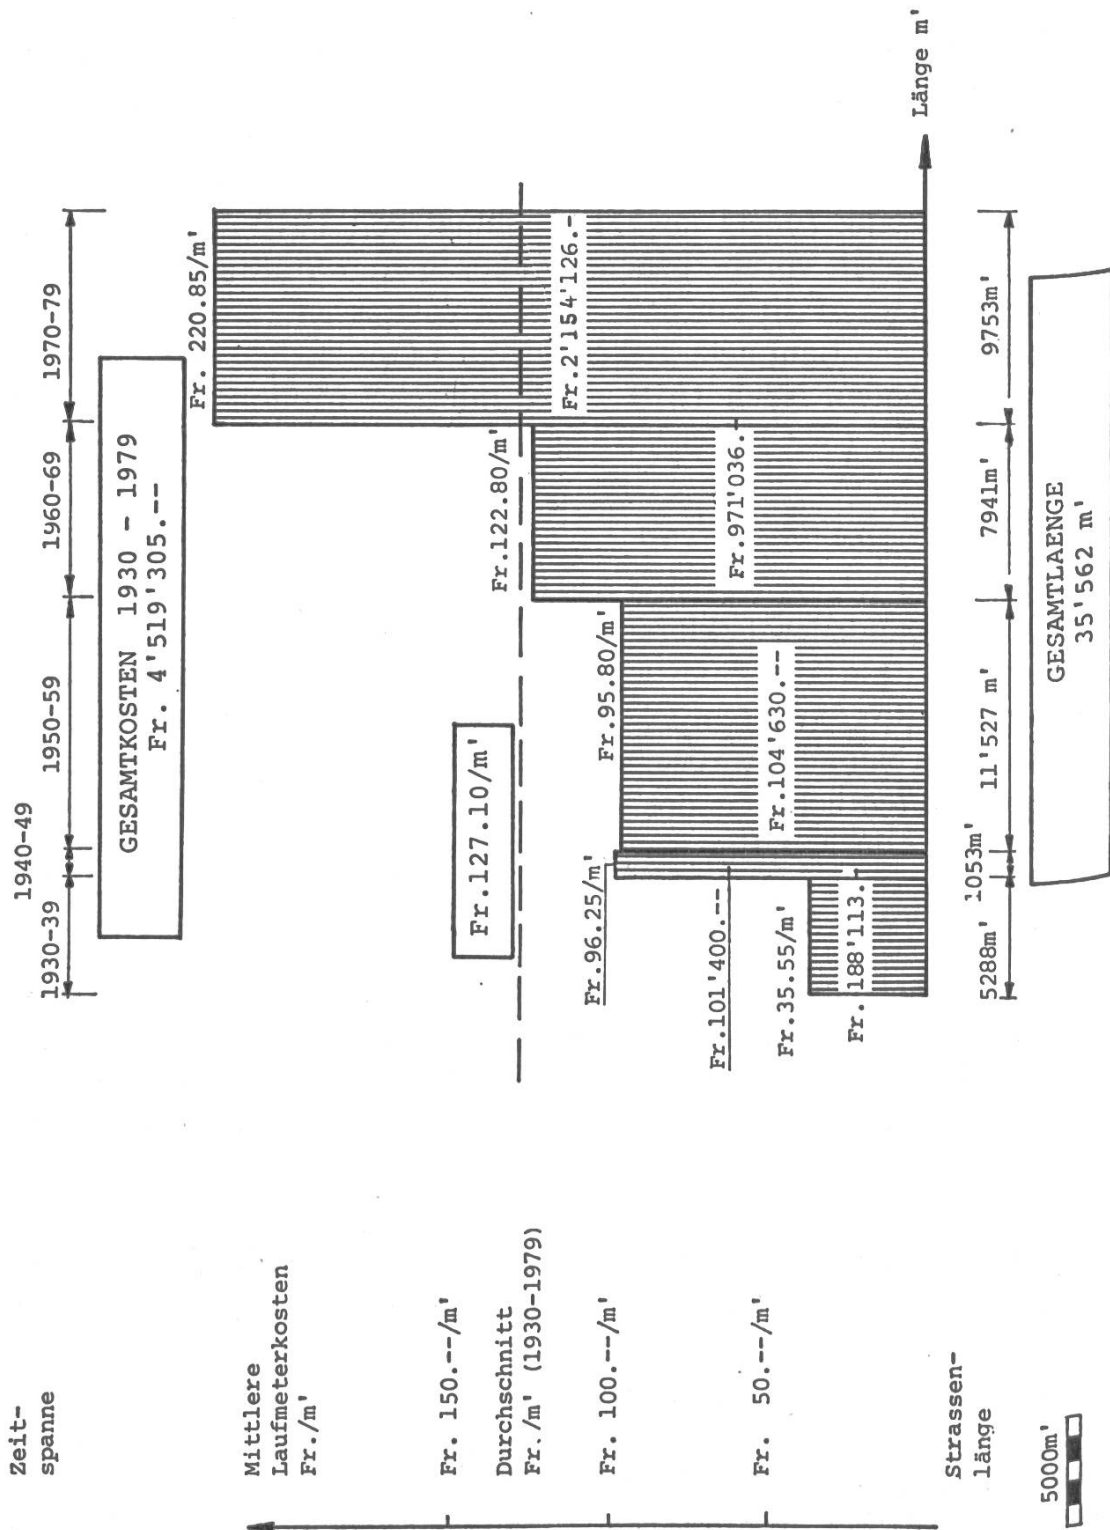 Zeit-
spanne
1930-39
1940-49
1950-59
1960-69
1970-79
GESAMTKOSTEN 1930 - 1979
Fr. 4'519'305.--
Mittlere
Laufmeterkosten
Fr./m'
Fr. 150.--/m'
Durchschnitt
Fr./m' (1930-1979)
Fr. 100.--/m'
Fr. 50.--/m'
Fr.127.10/m'
Fr. 220.85/m'
Fr.2'154'126.-
Fr.122.80/m'
Fr.971'036.-
Fr.95.80/m'
Fr.104'630.--
Fr.96.25/m'
Fr.101'400.--
Fr.35.55/m'
Fr.188'113.-
Länge m'
Strassen-
länge
5288m'
1053m'
11'527 m'
7941m'
9753m'
GESAMTLAENGE
35'562 m'
5000m'